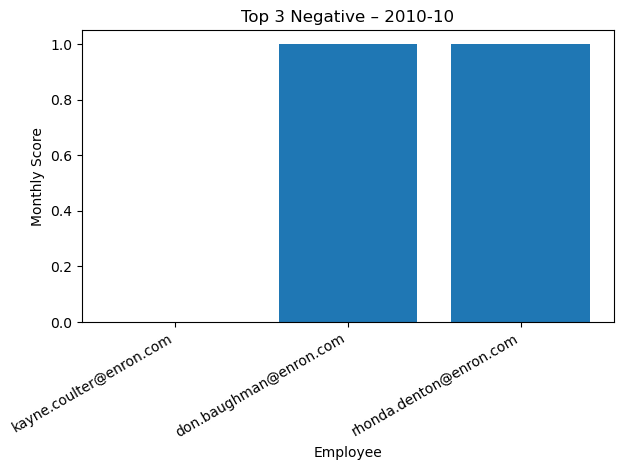 Top 3 Negative – 2010-10
Monthly Score
1.0
0.8
0.6
0.4
0.2
0.0
kayne.coulter@enron.com
don.baughman@enron.com
rhonda.denton@enron.com
Employee